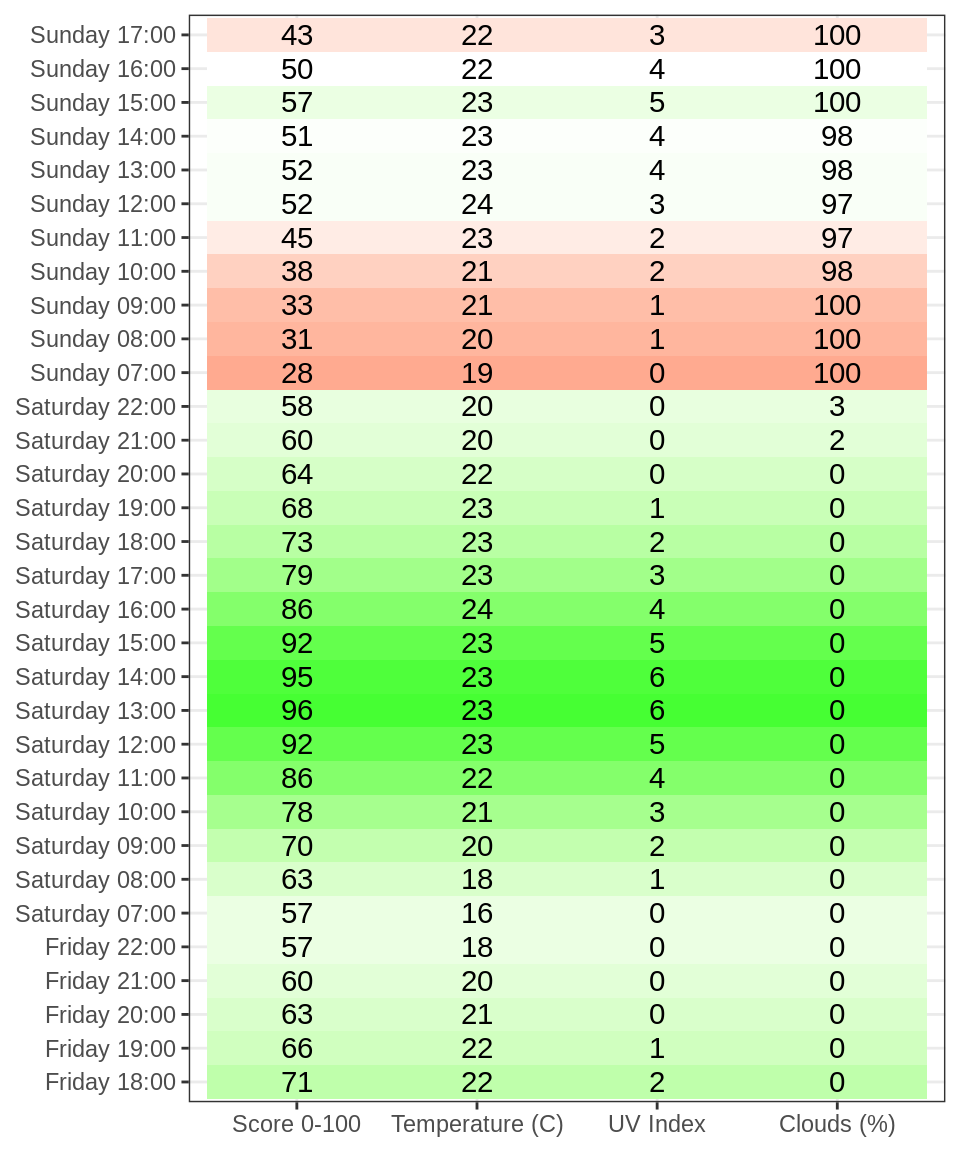 Sunday 17:00 43 22 3 100
Sunday 16:00 50 22 4 100
Sunday 15:00 57 23 5 100
Sunday 14:00 51 23 4 98
Sunday 13:00 52 23 4 98
Sunday 12:00 52 24 3 97
Sunday 11:00 45 23 2 97
Sunday 10:00 38 21 2 98
Sunday 09:00 33 21 1 100
Sunday 08:00 31 20 1 100
Sunday 07:00 28 19 0 100
Saturday 22:00 58 20 0 3
Saturday 21:00 60 20 0 2
Saturday 20:00 64 22 0 0
Saturday 19:00 68 23 1 0
Saturday 18:00 73 23 2 0
Saturday 17:00 79 23 3 0
Saturday 16:00 86 24 4 0
Saturday 15:00 92 23 5 0
Saturday 14:00 95 23 6 0
Saturday 13:00 96 23 6 0
Saturday 12:00 92 23 5 0
Saturday 11:00 86 22 4 0
Saturday 10:00 78 21 3 0
Saturday 09:00 70 20 2 0
Saturday 08:00 63 18 1 0
Saturday 07:00 57 16 0 0
Friday 22:00 57 18 0 0
Friday 21:00 60 20 0 0
Friday 20:00 63 21 0 0
Friday 19:00 66 22 1 0
Friday 18:00 71 22 2 0
Score 0-100 Temperature (C) UV Index Clouds (%)